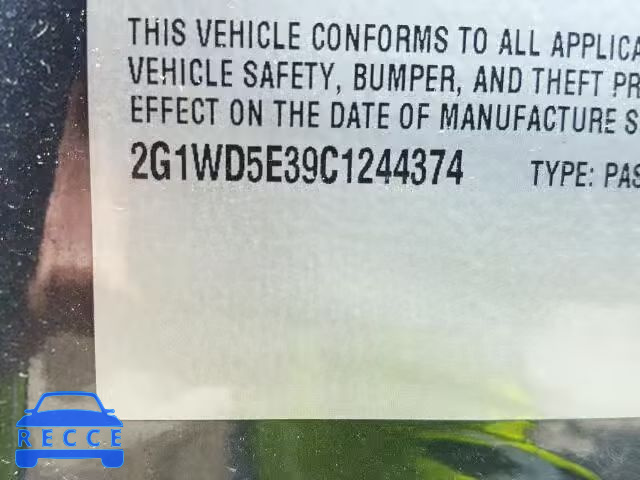 THIS VEHICLE CONFORMS TO ALL APPLICA
VEHICLE SAFETY, BUMPER, AND THEFT PR
EFFECT ON THE DATE OF MANUFACTURE S
2G1WD5E39C1244374 TYPE: PAS
RECCE